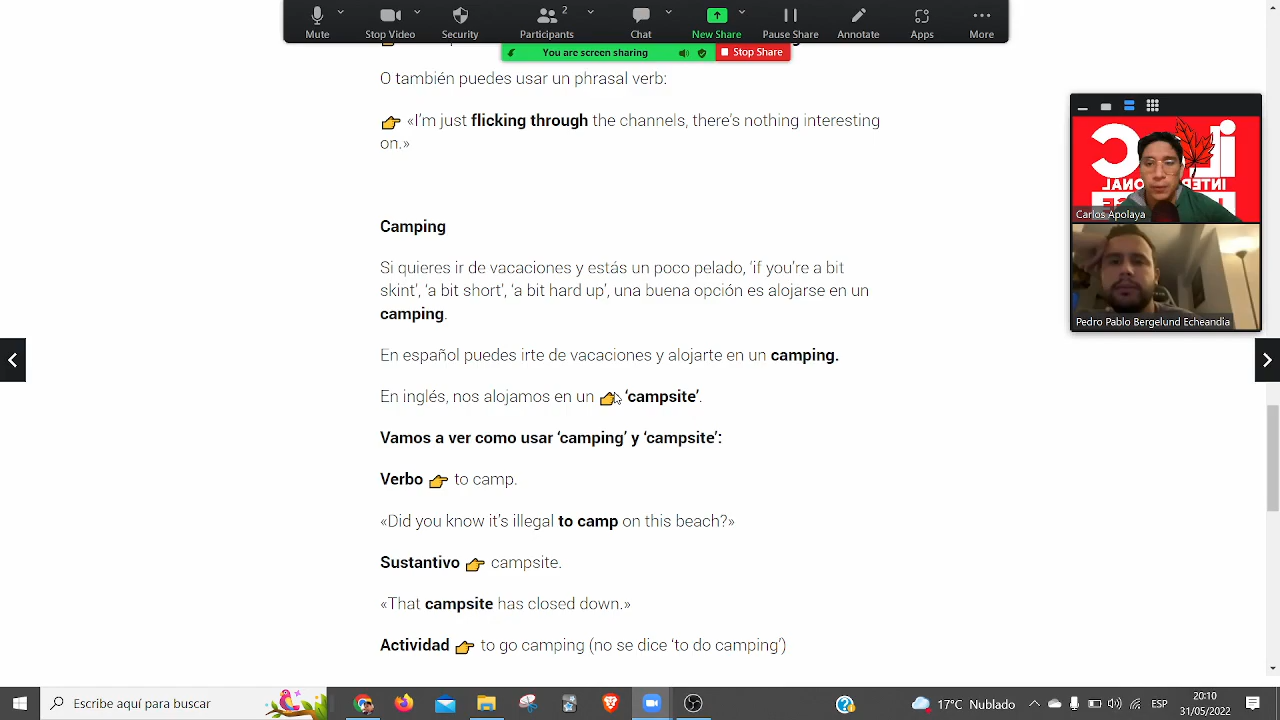 Mute
Stop Video
Security
2
Participants
Chat
New Share
Pause Share
Annotate
Apps
More
You are screen sharing
Stop Share
O también puedes usar un phrasal verb:
«I'm just flicking through the channels, there's nothing interesting
on.»
Camping
Si quieres ir de vacaciones y estás un poco pelado, 'if you're a bit
skint', 'a bit short', 'a bit hard up', una buena opción es alojarse en un
camping.
En español puedes irte de vacaciones y alojarte en un camping.
En inglés, nos alojamos en un 'campsite'.
Vamos a ver como usar 'camping' y 'campsite':
Verbo to camp.
«Did you know it's illegal to camp on this beach?»
Sustantivo campsite.
«That campsite has closed down.»
Actividad to go camping (no se dice 'to do camping')
Carlos Apolaya
Pedro Pablo Bergelund Echeandia
Escribe aquí para buscar
17°C Nublado
ESP
20:10
31/05/2022